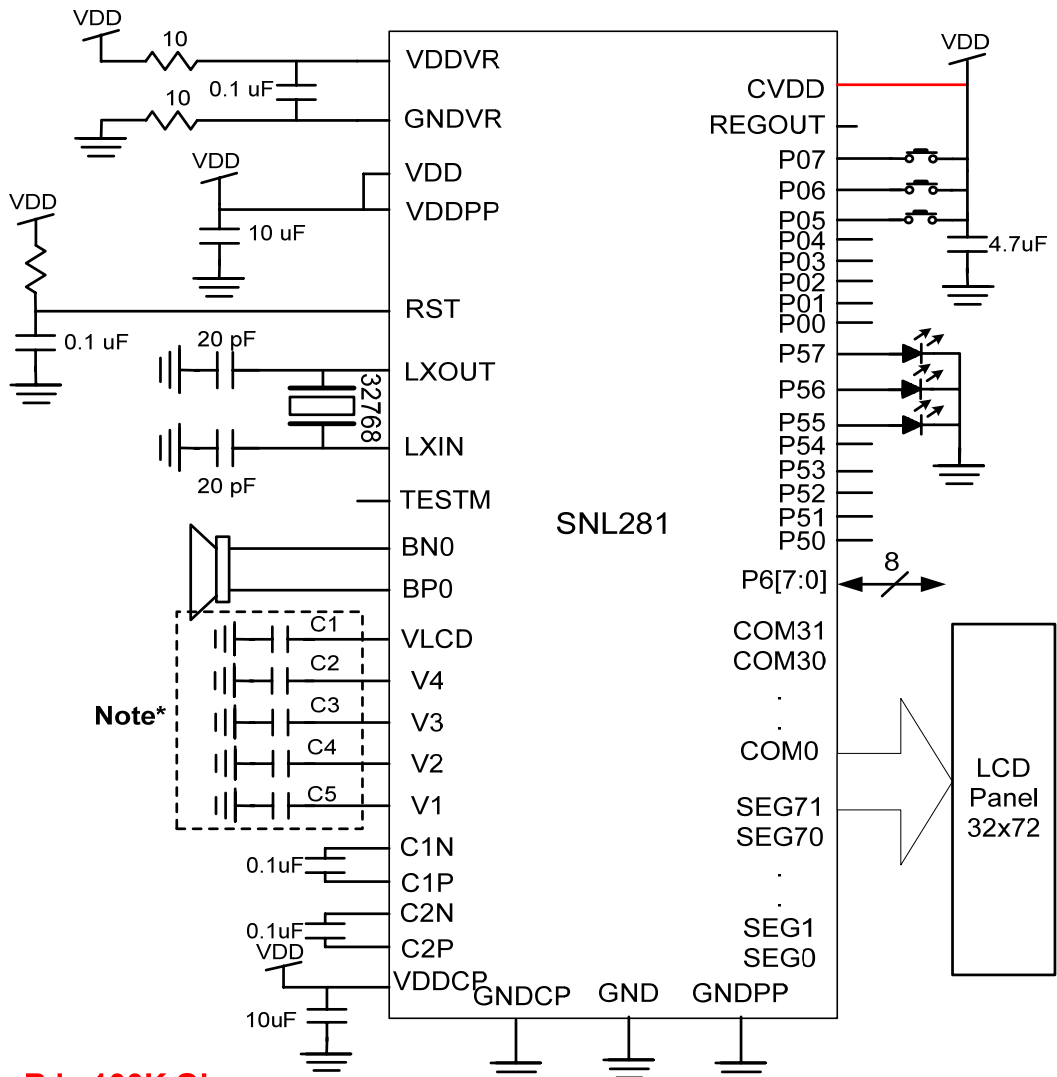 VDD
10
VDDVR
0.1 uF
10
GNDVR
VDD
VDD
VDDPP
10 uF
VDD
RST
0.1 uF
20 pF
LXOUT
32768
LXIN
20 pF
TESTM
BN0
BP0
C1
VLCD
C2
V4
Note*
C3
V3
C4
V2
C5
V1
C1N
0.1uF
C1P
C2N
0.1uF
C2P
VDD
VDDCP
10uF
GNDCP
GND
GNDPP
SNL281
VDD
CVDD
REGOUT
P07
P06
P05
P04
4.7uF
P03
P02
P01
P00
P57
P56
P55
P54
P53
P52
P51
P50
P6[7:0]
8
COM31
COM30
.
.
COM0
SEG71
SEG70
.
.
SEG1
SEG0
LCD
Panel
32x72